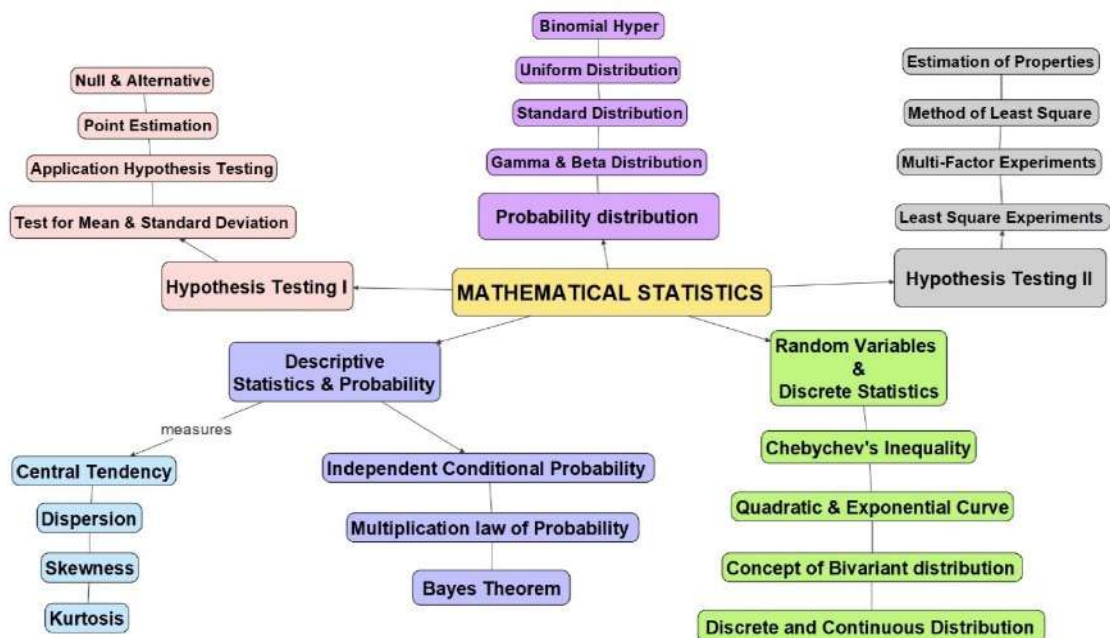 Binomial Hyper
Uniform Distribution
Standard Distribution
Gamma & Beta Distribution
Probability distribution
Null & Alternative
Point Estimation
Application Hypothesis Testing
Test for Mean & Standard Deviation
Hypothesis Testing I
Estimation of Properties
Method of Least Square
Multi-Factor Experiments
Least Square Experiments
Hypothesis Testing II
MATHEMATICAL STATISTICS
Descriptive
Statistics & Probability
measures
Central Tendency
Dispersion
Skewness
Kurtosis
Independent Conditional Probability
Multiplication law of Probability
Bayes Theorem
Random Variables
&
Discrete Statistics
Chebychev's Inequality
Quadratic & Exponential Curve
Concept of Bivariant distribution
Discrete and Continuous Distribution